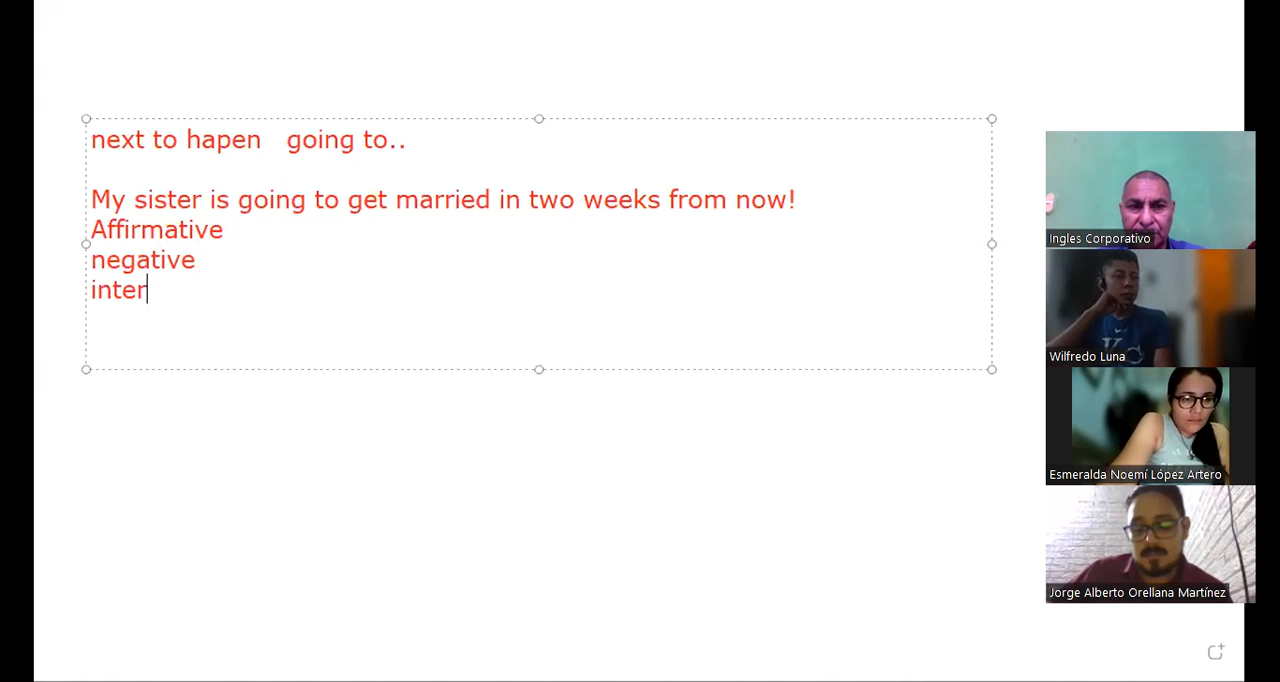 next to hapen going to..
My sister is going to get married in two weeks from now!
Affirmative
negative
inter
Ingles Corporativo
Wilfredo Luna
Esmeralda Noemí López Artero
Jorge Alberto Orellana Martínez